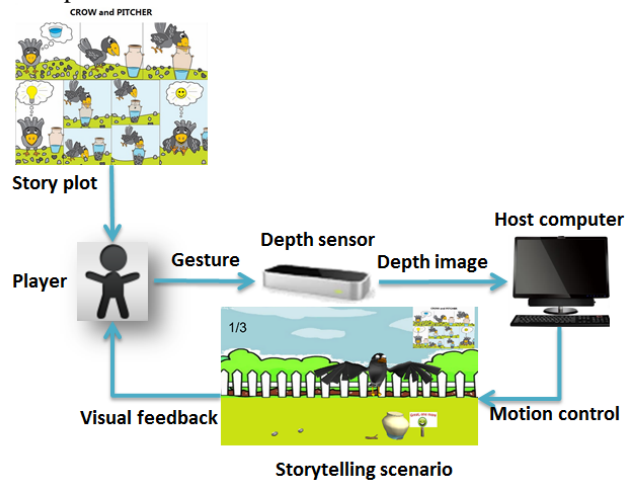 CROW and PITCHER
Story plot
Host computer
Depth sensor
Gesture
Depth image
Player
1/3
Visual feedback
Motion control
Storytelling scenario